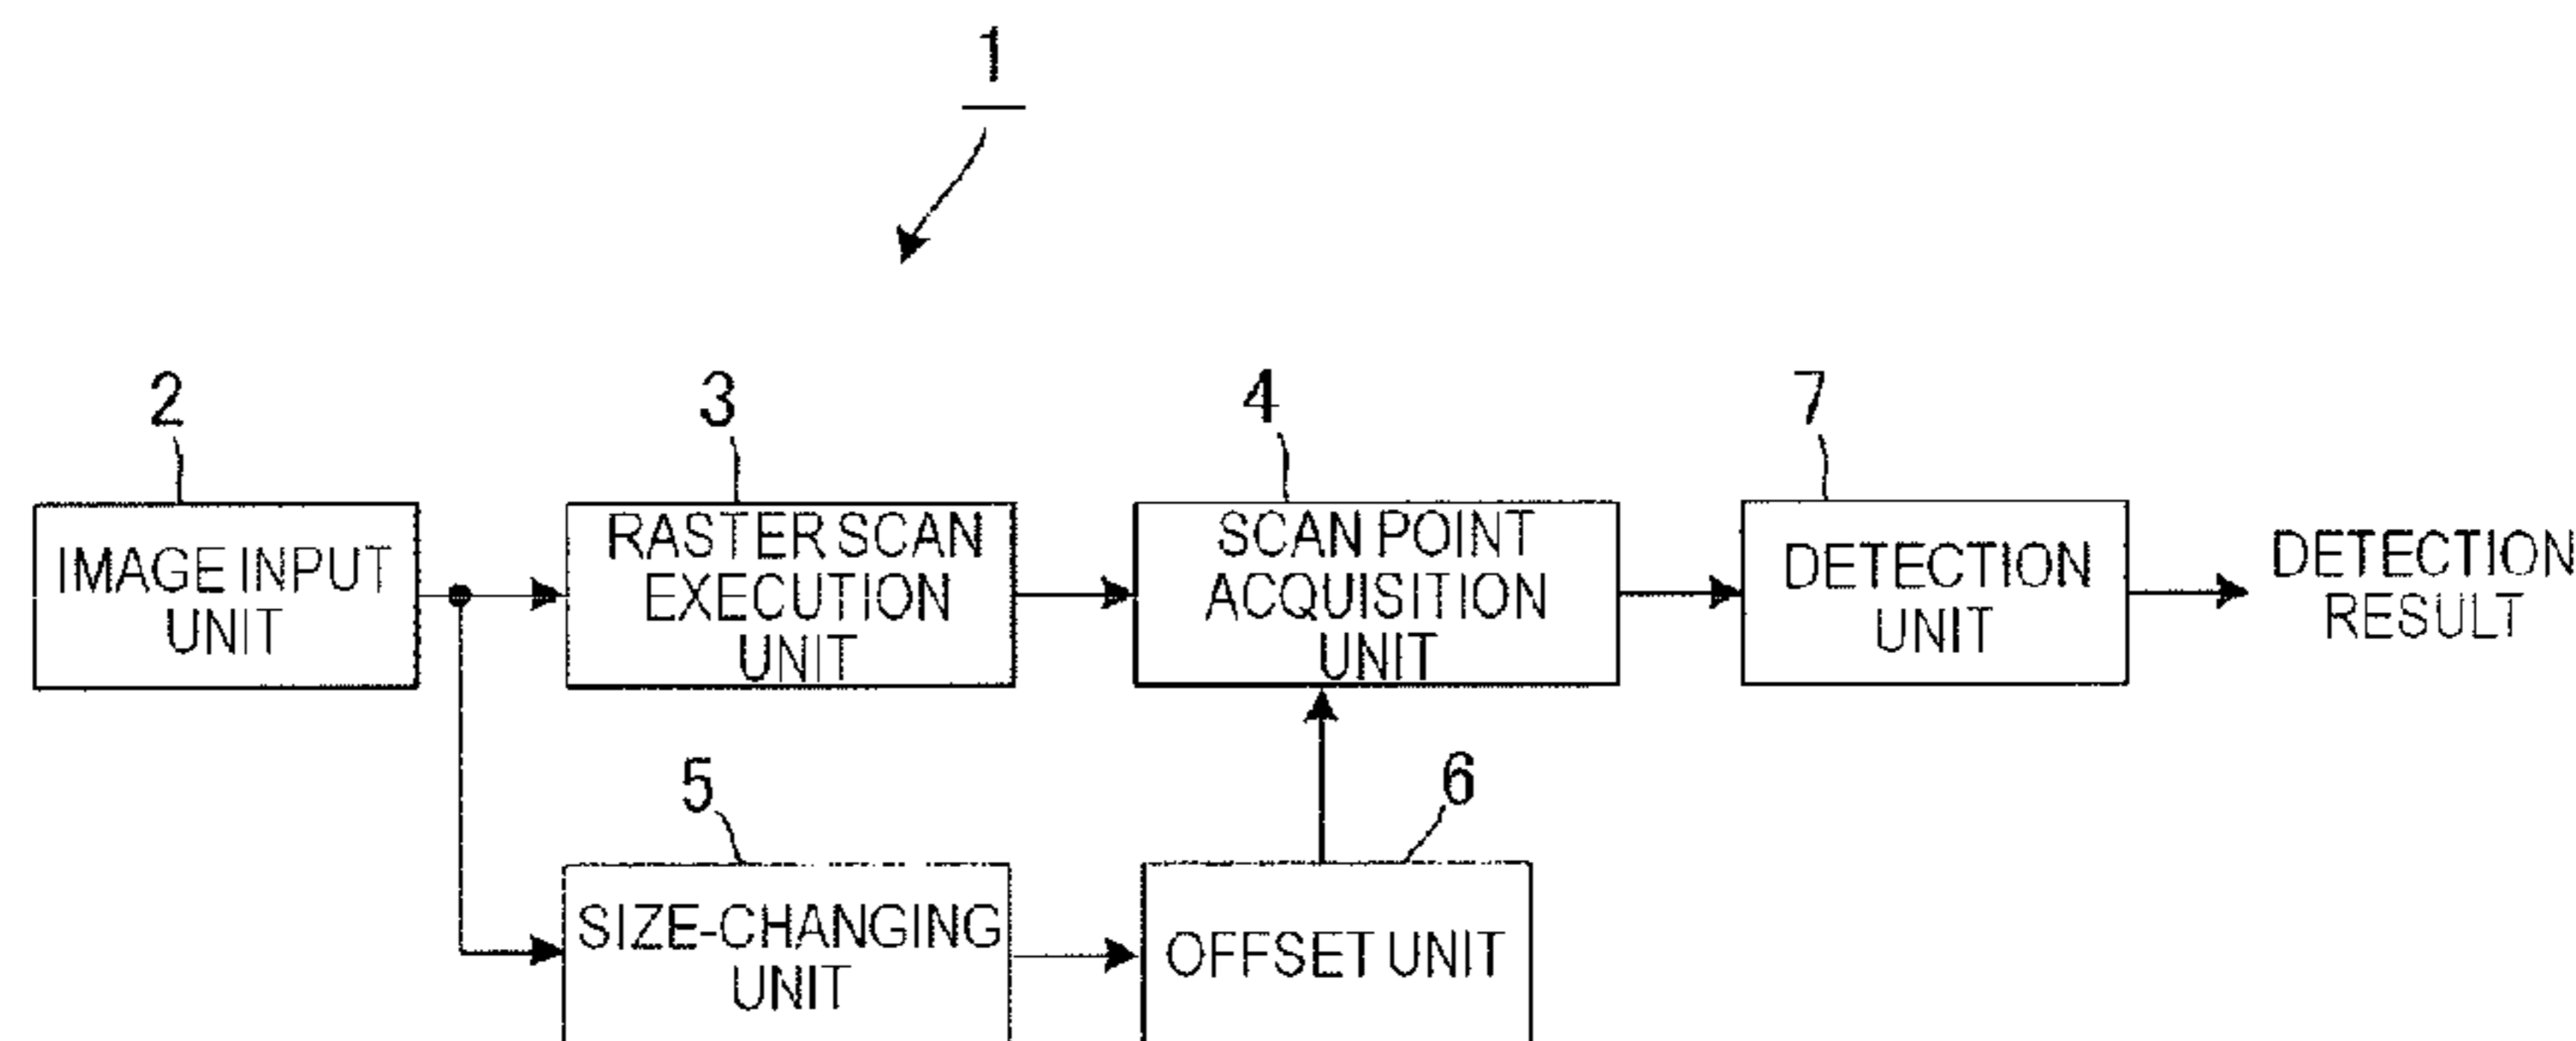 1
2
3
4
7
IMAGE INPUT
UNIT
RASTER SCAN
EXECUTION
UNIT
SCAN POINT
ACQUISITION
UNIT
DETECTION
UNIT
DETECTION
RESULT
5
6
SIZE-CHANGING
UNIT
OFFSET UNIT